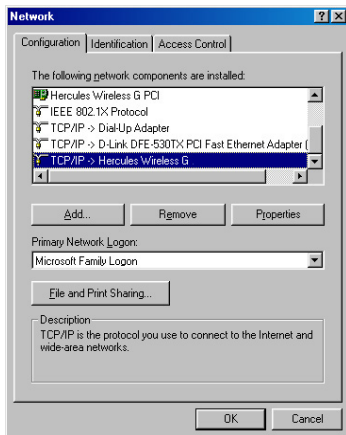 Network
Configuration Identification Access Control
The following network components are installed:
Hercules Wireless G PCI
IEEE 802.1X Protocol
TCP/IP -> Dial-Up Adapter
TCP/IP -> D-Link DFE-530TX PCI Fast Ethernet Adapter (
TCP/IP -> Hercules Wireless G
Add... Remove Properties
Primary Network Logon:
Microsoft Family Logon
File and Print Sharing...
Description
TCP/IP is the protocol you use to connect to the Internet and
wide-area networks.
OK Cancel